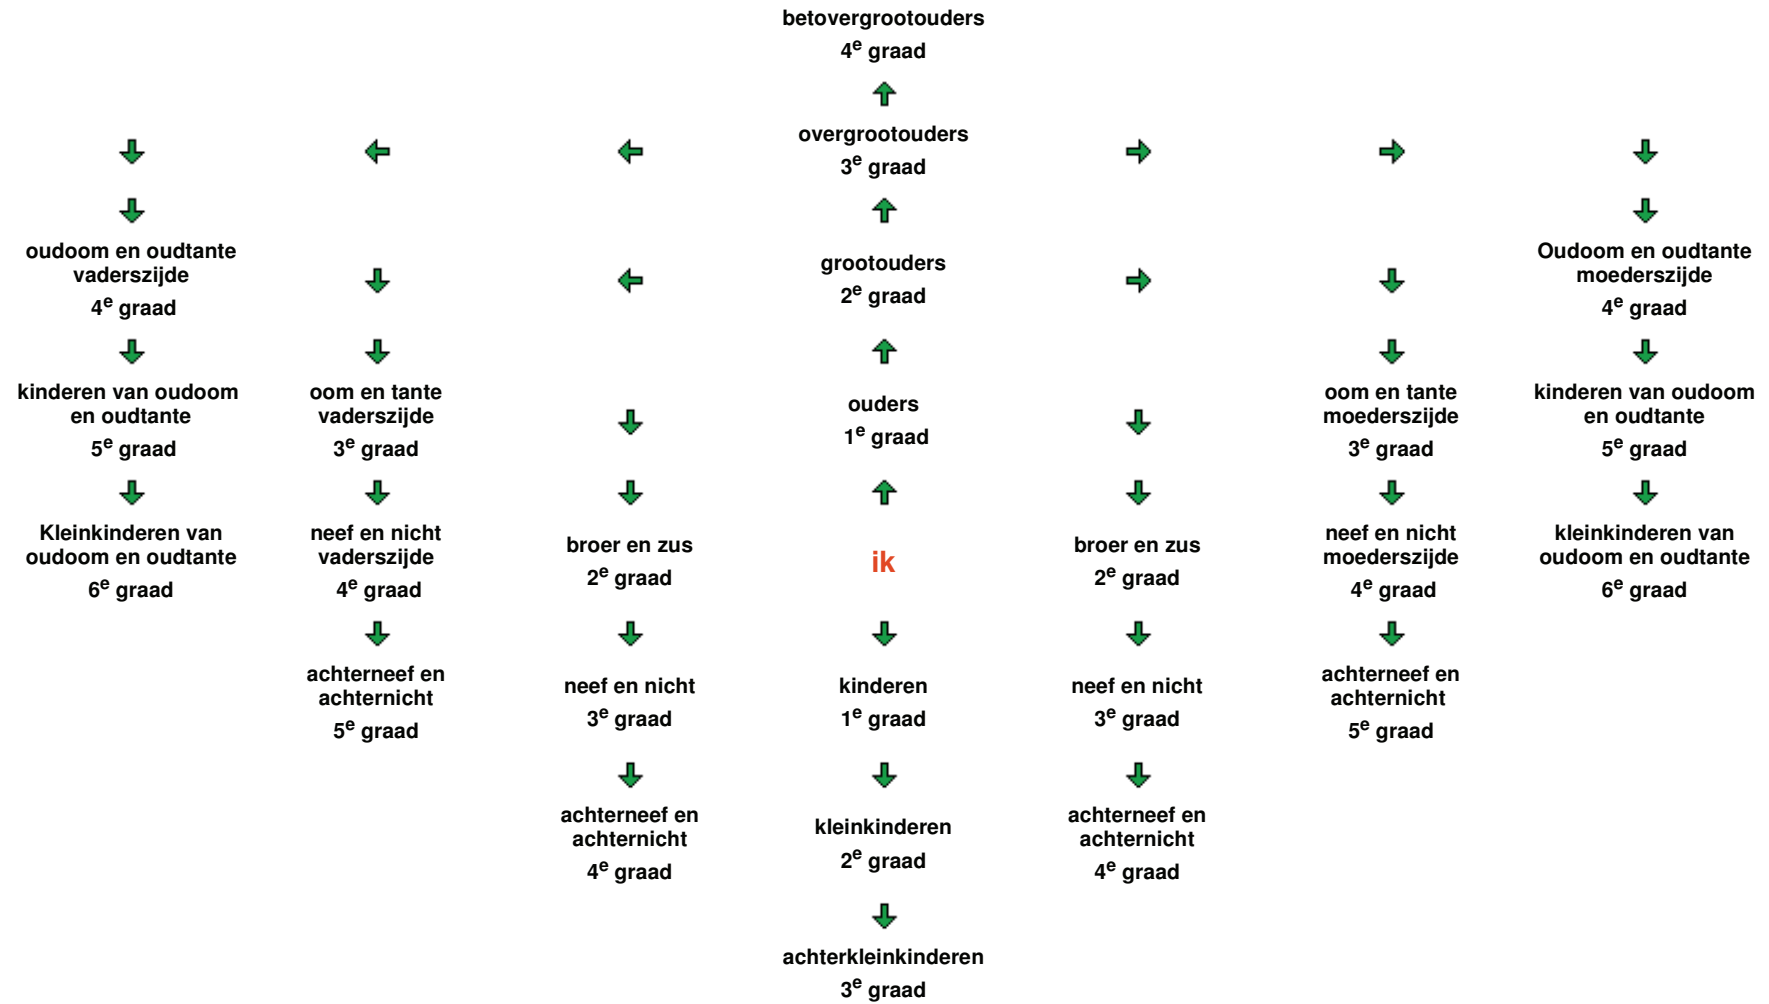 betovergrootouders
4e graad
overgrootouders
3e graad
oudoom en oudtante
vaderszijde
4e graad
grootouders
2e graad
Oudoom en oudtante
moederszijde
4e graad
kinderen van oudoom
en oudtante
5e graad
oom en tante
vaderszijde
3e graad
ouders
1e graad
oom en tante
moederszijde
3e graad
kinderen van oudoom
en oudtante
5e graad
Kleinkinderen van
oudoom en oudtante
6e graad
neef en nicht
vaderszijde
4e graad
broer en zus
2e graad
ik
broer en zus
2e graad
neef en nicht
moederszijde
4e graad
kleinkinderen van
oudoom en oudtante
6e graad
achterneef en
achternicht
5e graad
neef en nicht
3e graad
kinderen
1e graad
neef en nicht
3e graad
achterneef en
achternicht
5e graad
achterneef en
achternicht
4e graad
kleinkinderen
2e graad
achterneef en
achternicht
4e graad
achterkleinkinderen
3e graad